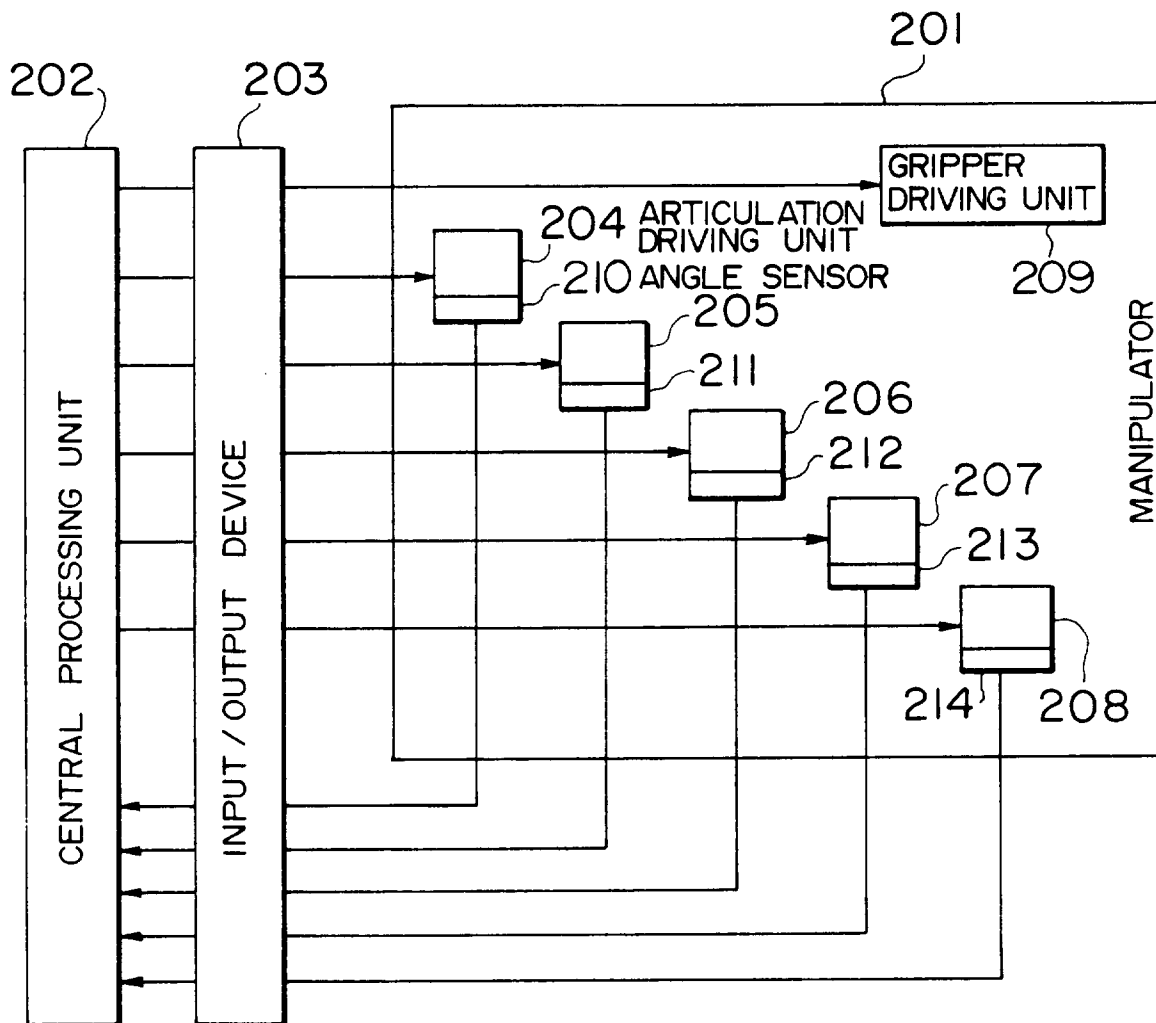 201
202
203
GRIPPER
DRIVING UNIT
209
204 ARTICULATION
DRIVING UNIT
210 ANGLE SENSOR
205
211
206
212
207
213
214
208
CENTRAL PROCESSING UNIT
INPUT/OUTPUT DEVICE
MANIPULATOR